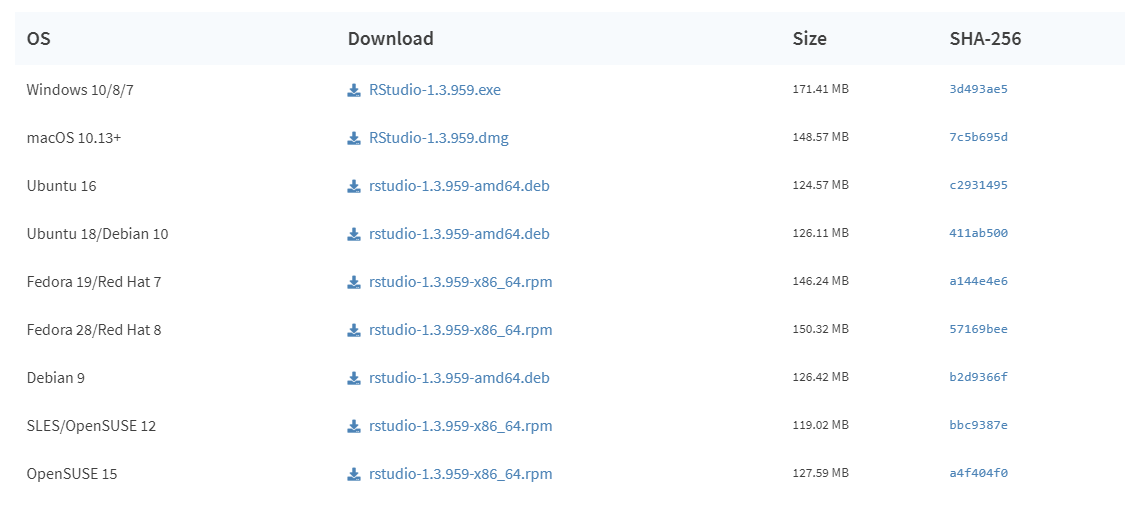 OS Download Size SHA-256
Windows 10/8/7 RStudio-1.3.959.exe 171.41 MB 3d493ae5
macOS 10.13+ RStudio-1.3.959.dmg 148.57 MB 7c5b695d
Ubuntu 16 rstudio-1.3.959-amd64.deb 124.57 MB c2931495
Ubuntu 18/Debian 10 rstudio-1.3.959-amd64.deb 126.11 MB 411ab500
Fedora 19/Red Hat 7 rstudio-1.3.959-x86_64.rpm 146.24 MB a144e4e6
Fedora 28/Red Hat 8 rstudio-1.3.959-x86_64.rpm 150.32 MB 57169bee
Debian 9 rstudio-1.3.959-amd64.deb 126.42 MB b2d9366f
SLES/OpenSUSE 12 rstudio-1.3.959-x86_64.rpm 119.02 MB bbc9387e
OpenSUSE 15 rstudio-1.3.959-x86_64.rpm 127.59 MB a4f404f0